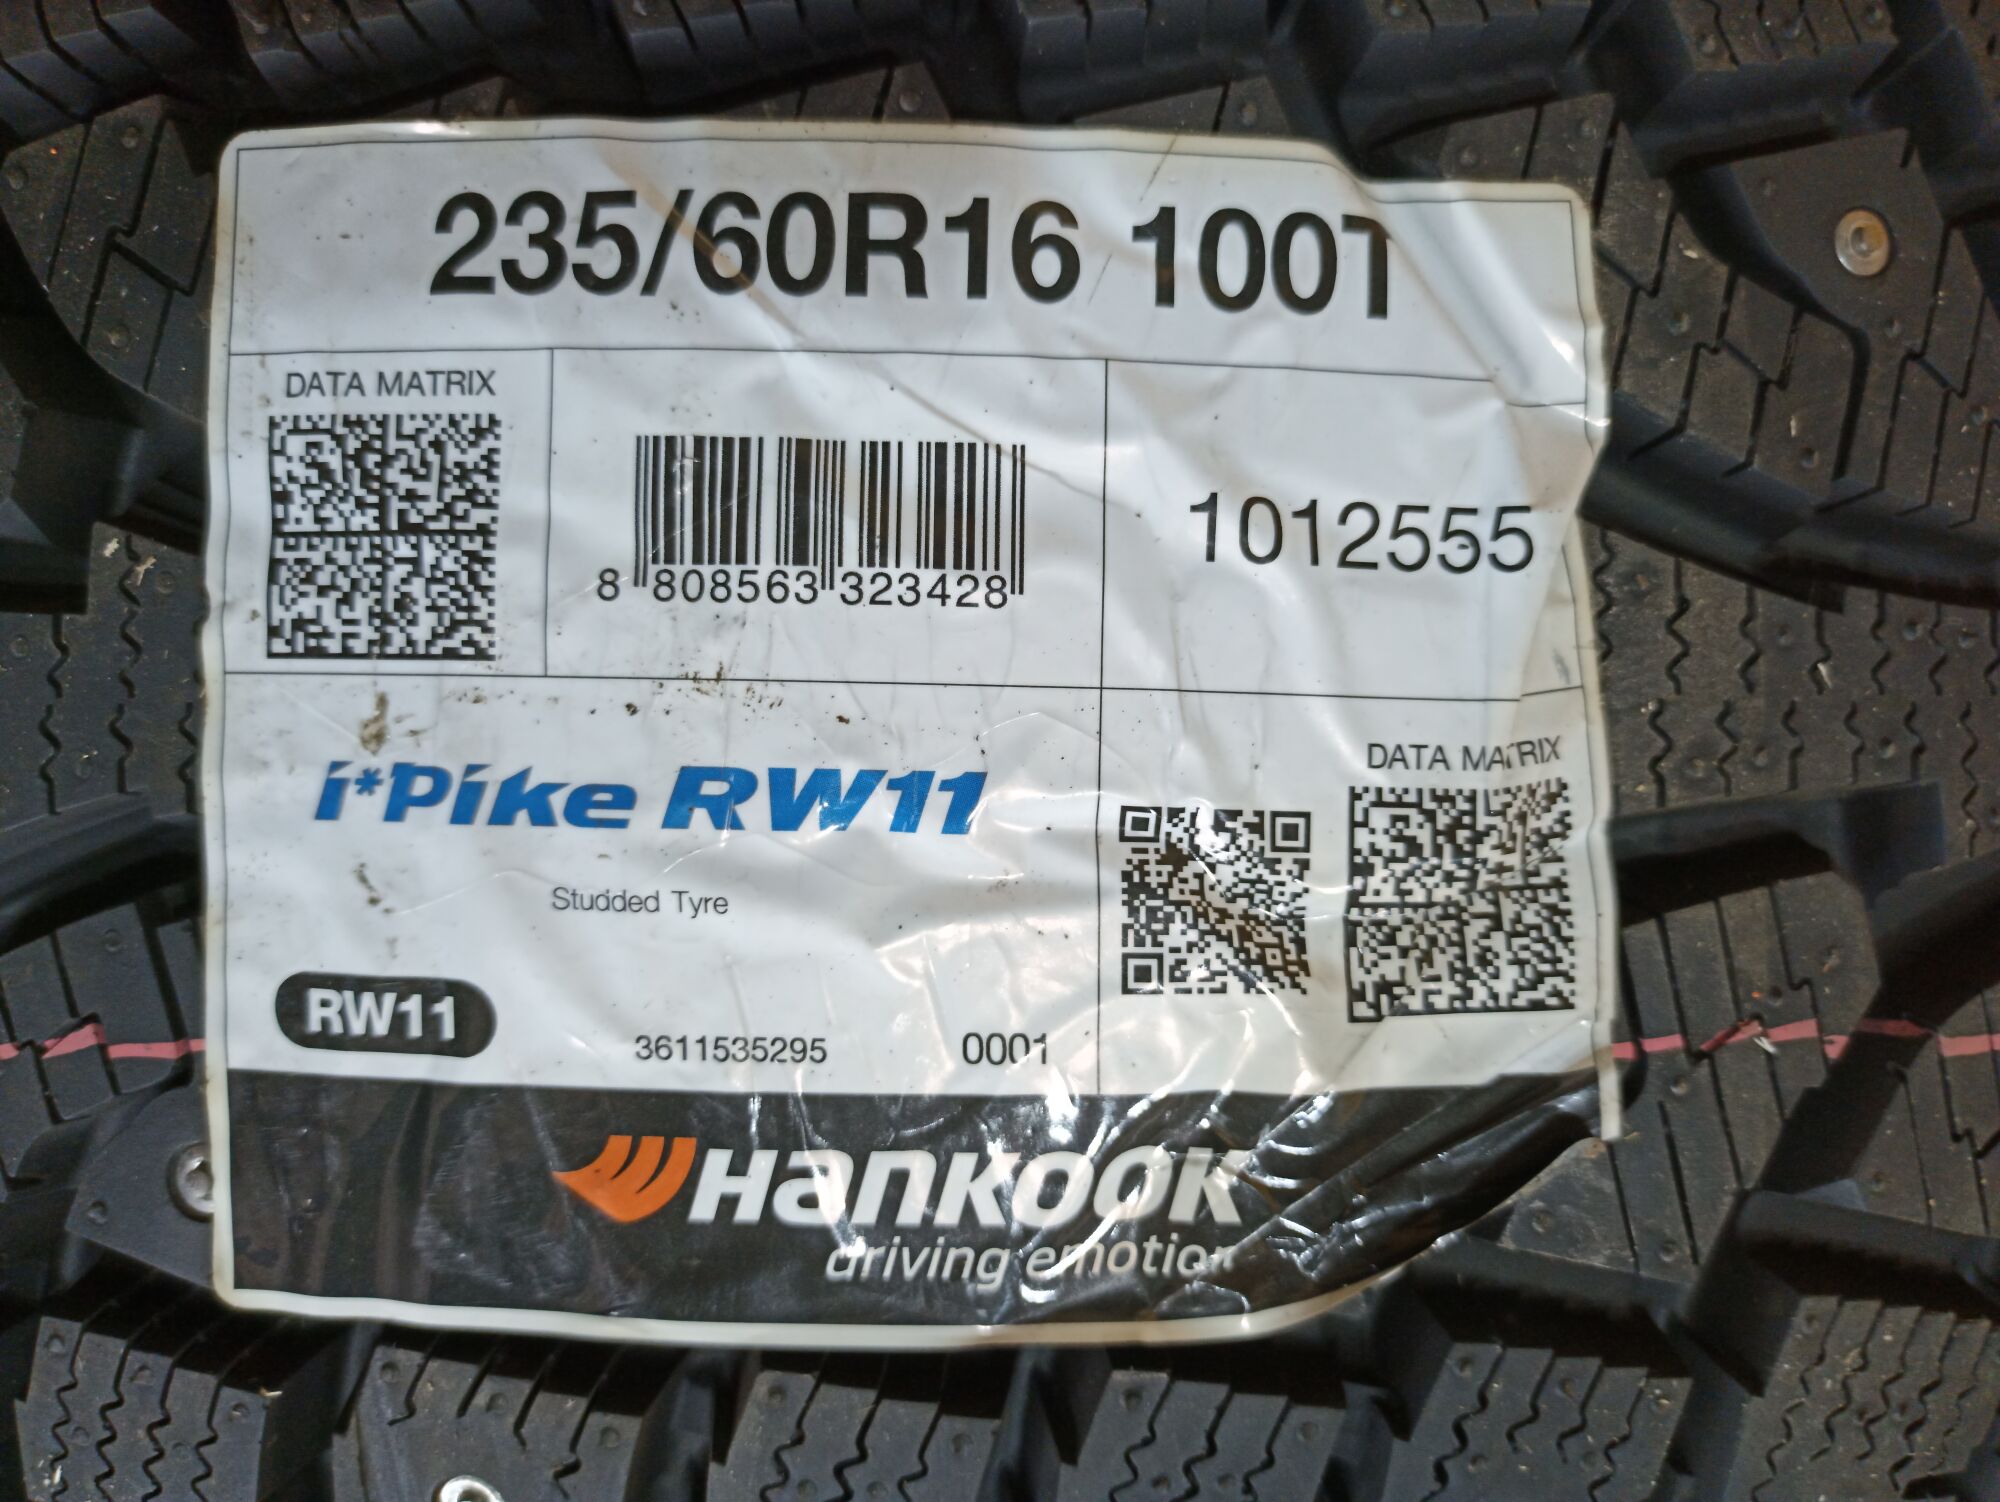 235/60R16 100T
DATA MATRIX
8 808563 323428
1012555
i*Pike RW11
Studded Tyre
DATA MATRIX
RW11
3611535295 0001
Hankook
driving emotion